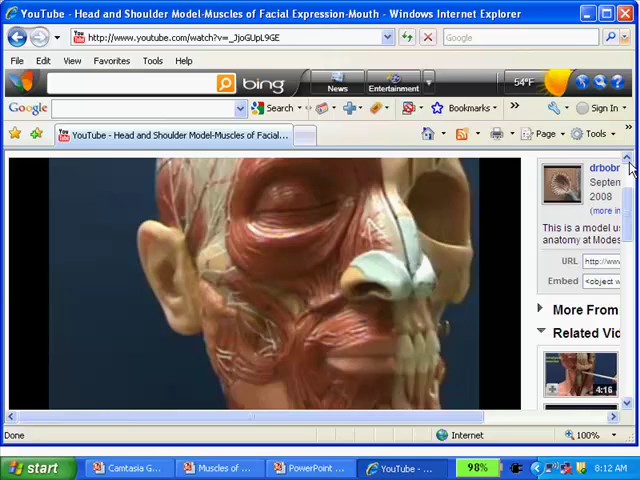 YouTube - Head and Shoulder Model-Muscles of Facial Expression-Mouth - Windows Internet Explorer
http://www.youtube.com/watch?v=_JjoGUpL9GE
Google
File Edit View Favorites Tools Help
bing News Entertainment 54°F
Google Search Bookmarks Sign In
YouTube - Head and Shoulder Model-Muscles of Facial... Page Tools
drbobr
Septen
2008
(more in
This is a model us
anatomy at Modes
URL http://www
Embed <object w
More From
Related Vid
4:16
Done Internet 100%
start Camtasia G... Muscles of ... PowerPoint ... YouTube - ... 98% 8:12 AM